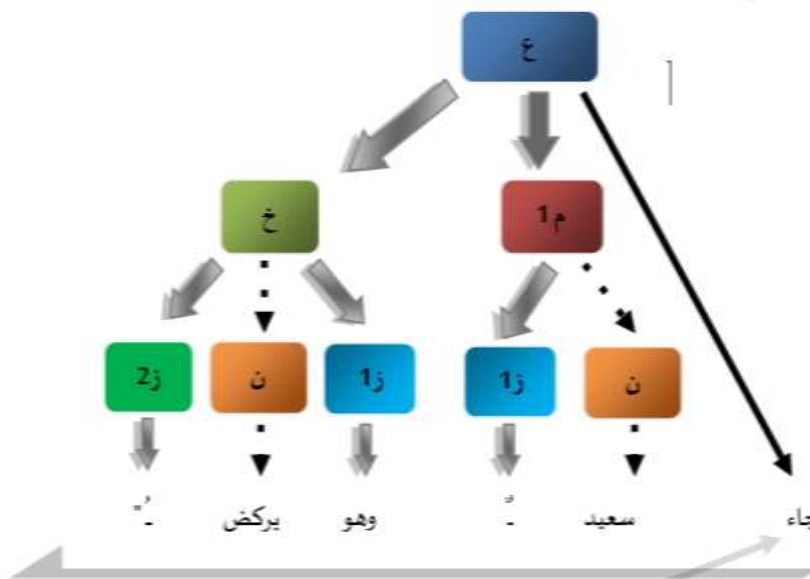 ع
م1 خ
ن ز1 ز1 ن ز2
جاء سعيد ـٌ وهو يركض ـُ"